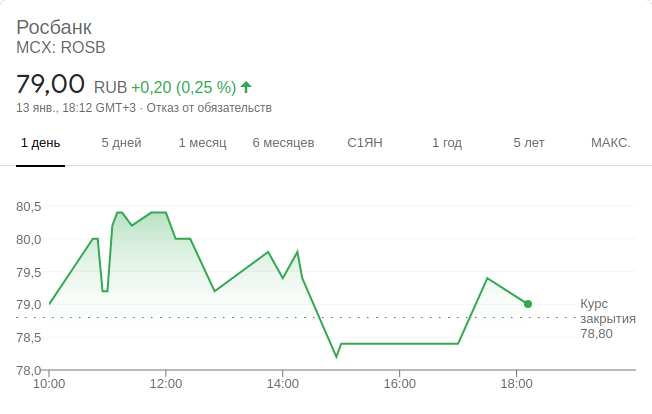 Росбанк
MCX: ROSB
79,00 RUB +0,20 (0,25 %)
13 янв., 18:12 GMT+3 · Отказ от обязательств
1 день 5 дней 1 месяц 6 месяцев С1ЯН 1 год 5 лет МАКС.
80,5
80,0
79,5
79,0
78,5
78,0
Курс
закрытия
78,80
10:00 12:00 14:00 16:00 18:00